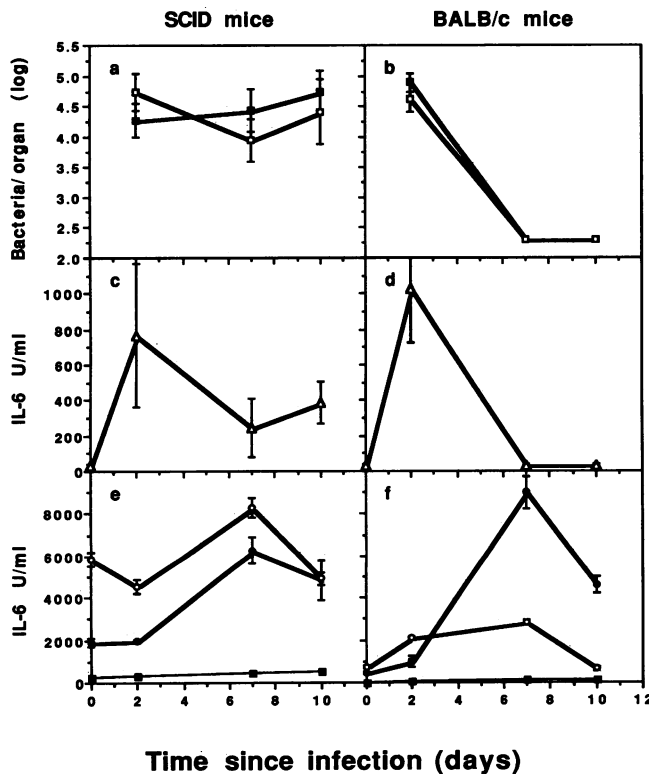 SCID mice
BALB/c mice
Bacteria/organ (log)
5.5
5.0
4.5
4.0
3.5
3.0
2.5
2.0
a
b
IL-6 U/ml
1000
800
600
400
200
0
c
d
IL-6 U/ml
8000
6000
4000
2000
0
e
f
0 2 4 6 8 10
0 2 4 6 8 10 12
Time since infection (days)